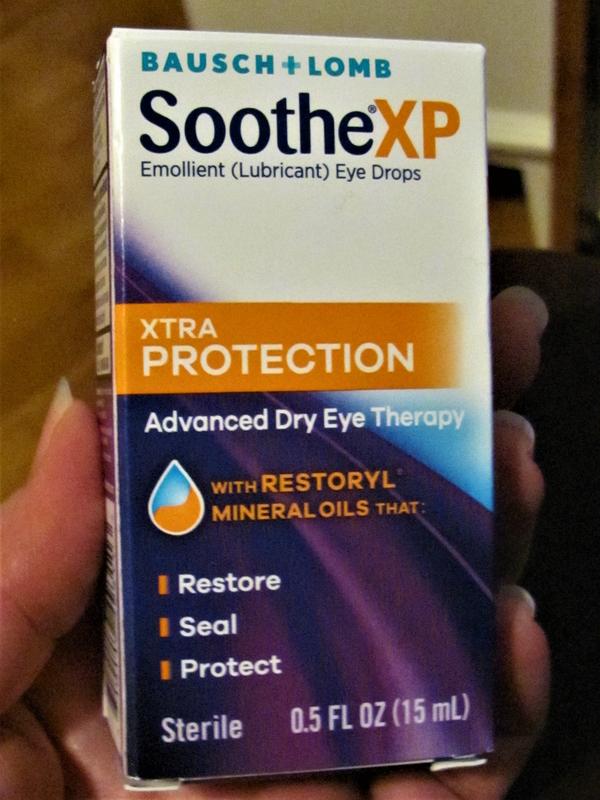 BAUSCH+LOMB
Soothe®XP
Emollient (Lubricant) Eye Drops
XTRA
PROTECTION
Advanced Dry Eye Therapy
WITH RESTORYL®
MINERAL OILS THAT:
Restore
Seal
Protect
Sterile 0.5 FL OZ (15 mL)